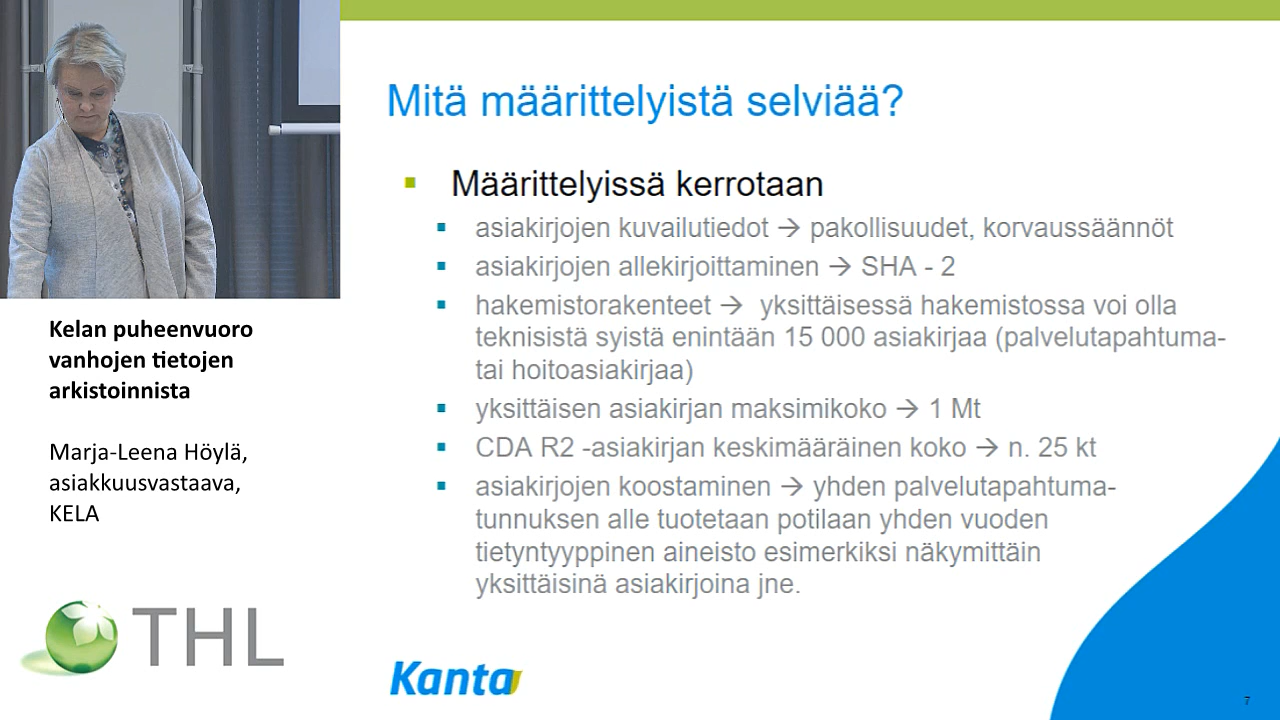 Mitä määrittelyistä selviää?
Määrittelyissä kerrotaan
asiakirjojen kuvailutiedot → pakollisuudet, korvaussäännöt
asiakirjojen allekirjoittaminen → SHA - 2
hakemistorakenteet → yksittäisessä hakemistossa voi olla
teknisistä syistä enintään 15 000 asiakirjaa (palvelutapahtuma-
tai hoitoasiakirjaa)
yksittäisen asiakirjan maksimikoko → 1 Mt
CDA R2 -asiakirjan keskimääräinen koko → n. 25 kt
asiakirjojen koostaminen → yhden palvelutapahtuma-
tunnuksen alle tuotetaan potilaan yhden vuoden
tietyntyyppinen aineisto esimerkiksi näkymittäin
yksittäisinä asiakirjoina jne.
Kelan puheenvuoro
vanhojen tietojen
arkistoinnista
Marja-Leena Höylä,
asiakkuusvastaava,
KELA
THL
Kanta
7